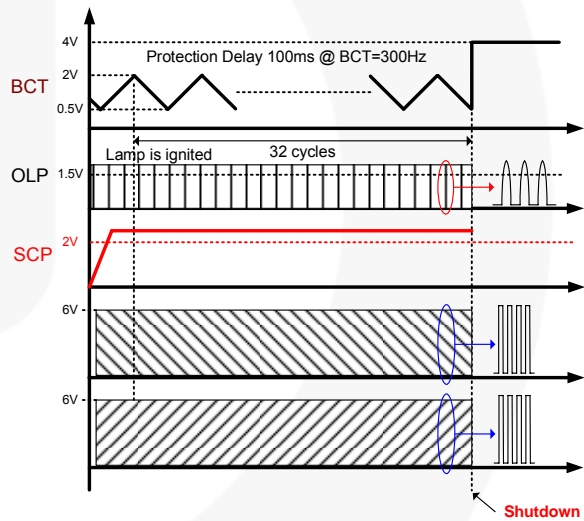 4V
Protection Delay 100ms @ BCT=300Hz
BCT
2V
0.5V
Lamp is ignited
32 cycles
OLP
1.5V
SCP
2V
6V
6V
Shutdown